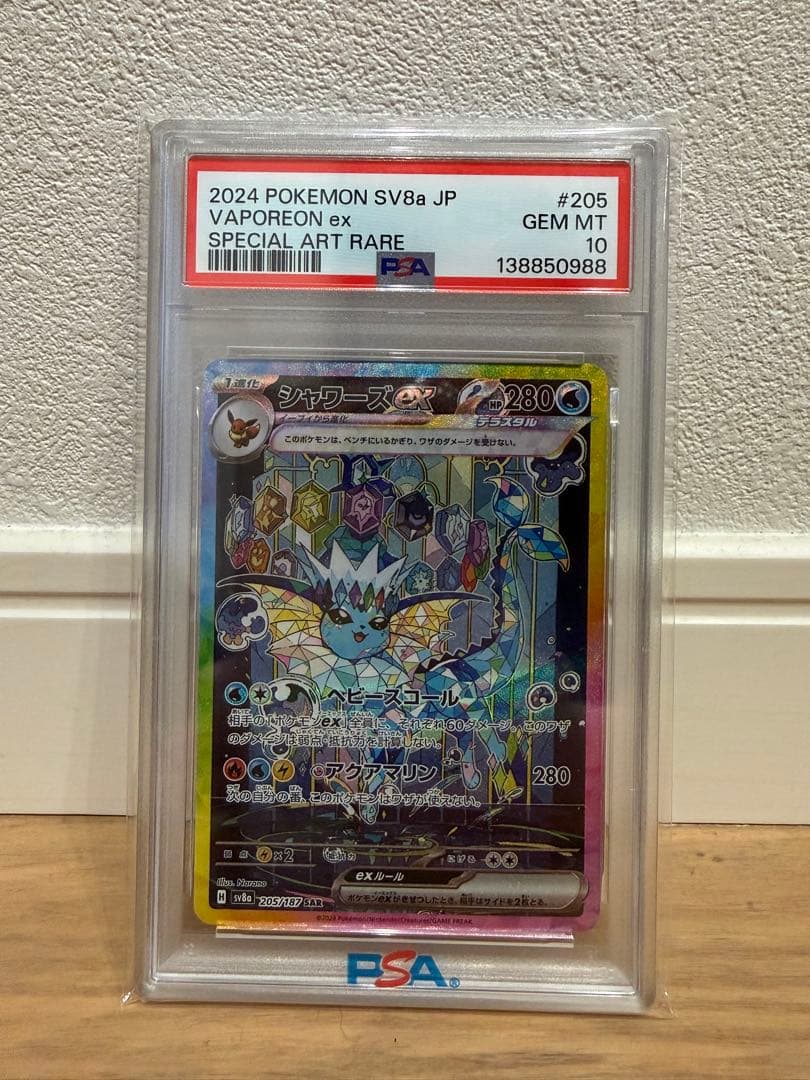 2024 POKEMON SV8a JP #205
VAPOREON ex GEM MT
SPECIAL ART RARE 10
PSA 138850988
1進化 シャワーズex HP280
イーブイから進化 テラスタル
このポケモンは、ベンチにいるかぎり、ワザのダメージを受けない。
ヘビースコール
相手の「ポケモンex」全員に、それぞれ60ダメージ。このワザ
のダメージは弱点・抵抗力を計算しない。
アクアマリン 280
次の自分の番、このポケモンはワザが使えない。
弱点 ×2 抵抗力 にげる
exルール
ポケモンexがきぜつしたとき、相手はサイドを2枚とる。
Illus. Narano
H sv8a 205/187 SAR
©2024 Pokémon/Nintendo/Creatures/GAME FREAK
PSA®